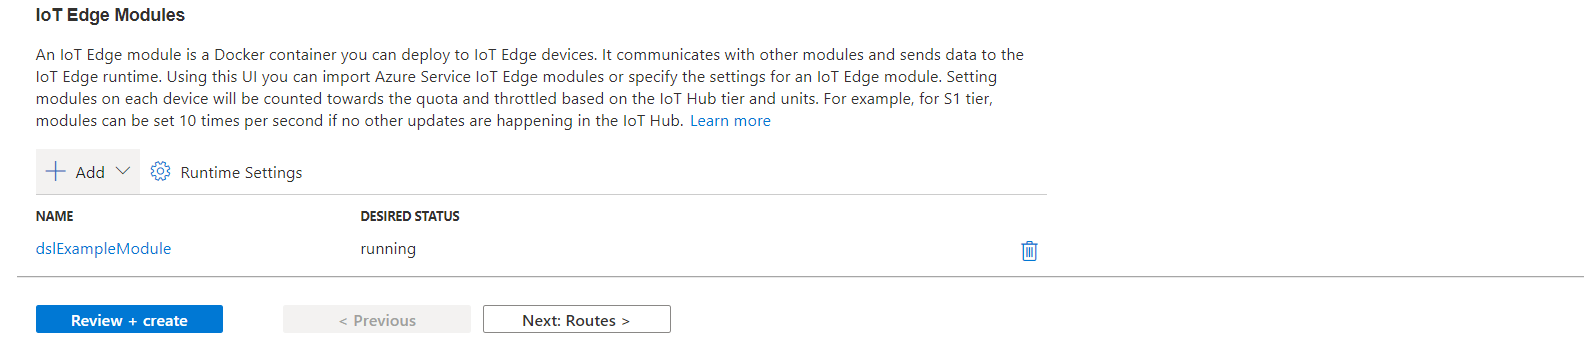 IoT Edge Modules
An IoT Edge module is a Docker container you can deploy to IoT Edge devices. It communicates with other modules and sends data to the
IoT Edge runtime. Using this UI you can import Azure Service IoT Edge modules or specify the settings for an IoT Edge module. Setting
modules on each device will be counted towards the quota and throttled based on the IoT Hub tier and units. For example, for S1 tier,
modules can be set 10 times per second if no other updates are happening in the IoT Hub. Learn more
Add Runtime Settings
NAME DESIRED STATUS
dslExampleModule running
Review + create < Previous Next: Routes >